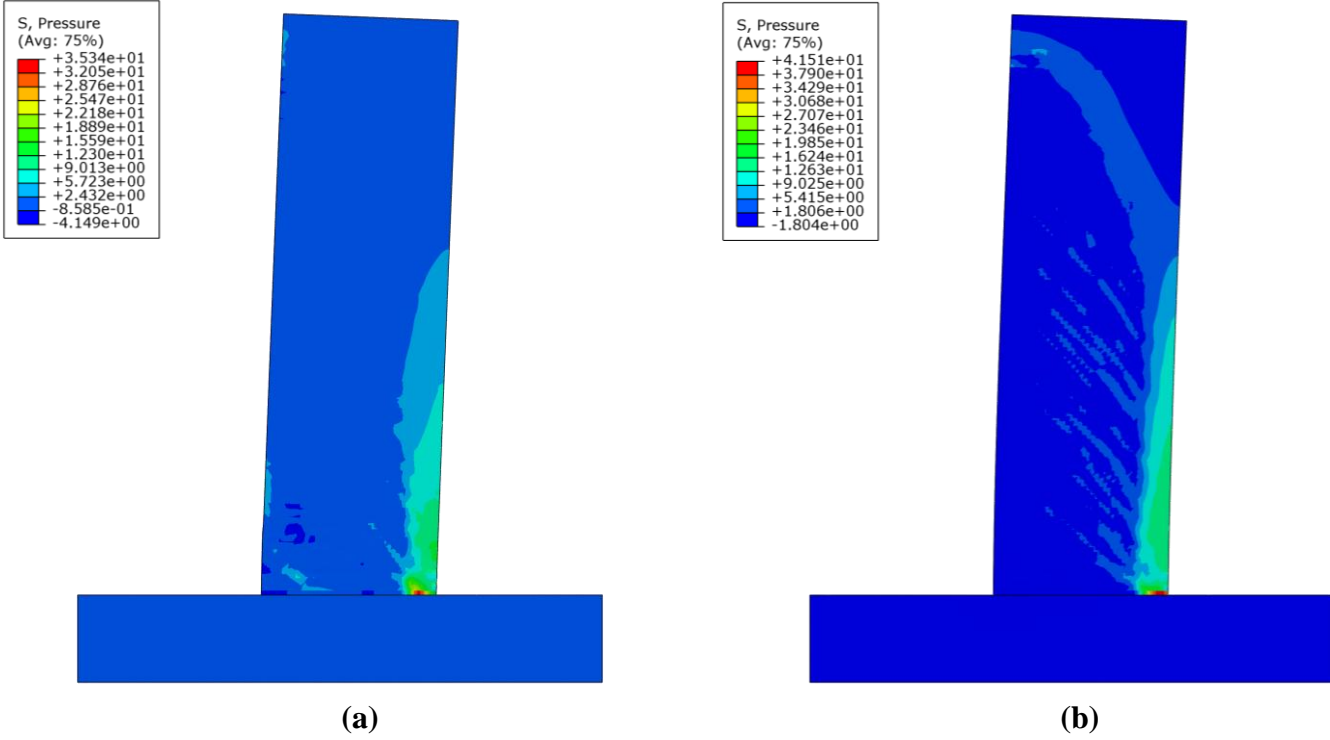 S, Pressure
(Avg: 75%)
+3.534e+01
+3.205e+01
+2.876e+01
+2.547e+01
+2.218e+01
+1.889e+01
+1.559e+01
+1.230e+01
+9.013e+00
+5.723e+00
+2.432e+00
-8.585e-01
-4.149e+00
S, Pressure
(Avg: 75%)
+4.151e+01
+3.790e+01
+3.429e+01
+3.068e+01
+2.707e+01
+2.346e+01
+1.985e+01
+1.624e+01
+1.263e+01
+9.025e+00
+5.415e+00
+1.806e+00
-1.804e+00
(a)
(b)